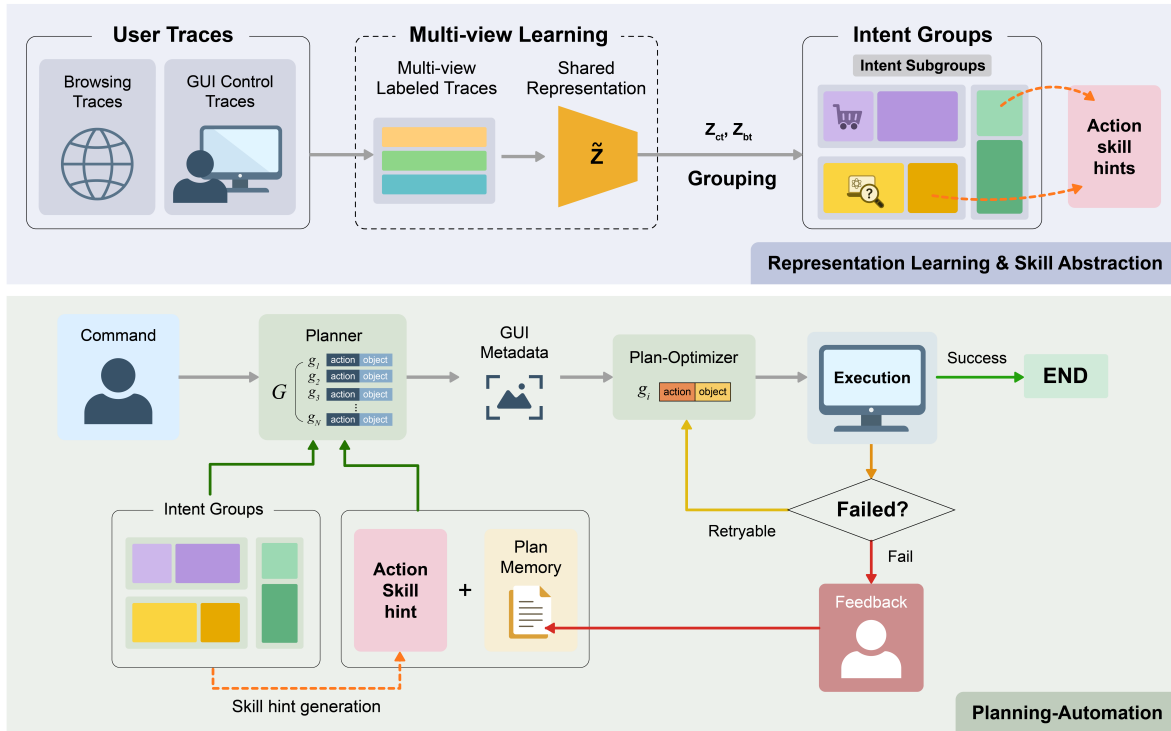 User Traces
Browsing
Traces
GUI Control
Traces
Multi-view Learning
Multi-view
Labeled Traces
Shared
Representation
Z̃
Zct, Zbt
Grouping
Intent Groups
Intent Subgroups
?
Action
skill
hints
Representation Learning & Skill Abstraction
Command
Planner
G
g1 action object
g2 action object
g3 action object
⋮
gN action object
GUI
Metadata
Plan-Optimizer
gi action object
Execution
Success
END
Failed?
Retryable
Fail
Feedback
Intent Groups
Action
Skill
hint
+
Plan
Memory
Skill hint generation
Planning-Automation